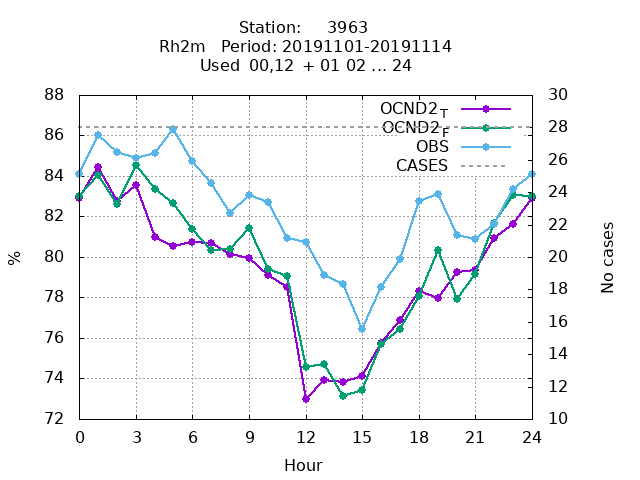 Station: 3963
Rh2m Period: 20191101-20191114
Used 00,12 + 01 02 ... 24
88 30
OCND2T
86 28
OCND2F
OBS
26
CASES
84
24
82
22
80 20
18
78
16
76
14
74
12
72 10
%
No cases
0 3 6 9 12 15 18 21 24
Hour